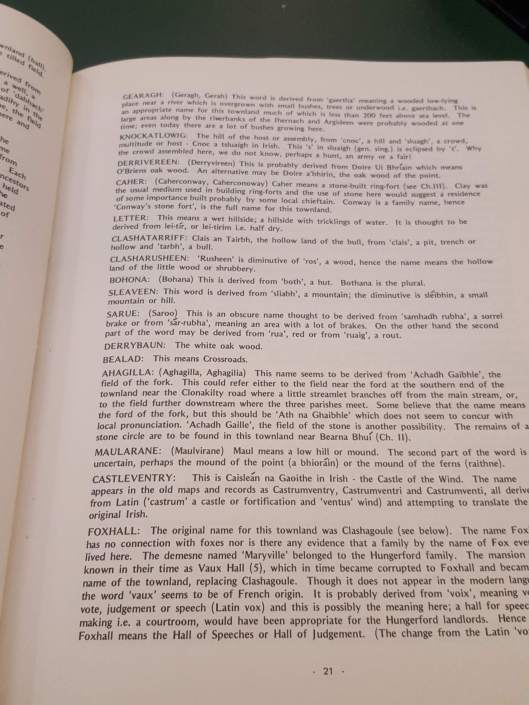 GEARAGH: (Geragh, Gerah) This word is derived from 'gaertha' meaning a wooded low-lying
place near a river which is overgrown with small bushes, trees or underwood i.e. gaerthach. This is
an appropriate name for this townland much of which is less than 200 feet above sea level. The
large areas along by the riverbanks of the and Argideen were probably wooded at one
time; even today there are a lot of bushes growing here.
KNOCKATLOWIG: The hill of the host or assembly, from 'cnoc', a hill and 'sluagh', a crowd,
multitude or host - Cnoc a tsluaigh in Irish. This 's' in sluaigh (gen. sing.) is eclipsed by 't'. Why
the crowd assembled here, we do not know, perhaps a hunt, an army or a fair!
DERRIVEREEN: (Derryvireen) This is probably derived from Doire Uí Bhríain which means
O'Briens oak wood. An alternative may be Doire a'bhirín, the oak wood of the point.
CAHER: (Caherconway, Caherconoway) Caher means a stone-built ring-fort (see Ch.III). Clay was
the usual medium used in building ring-forts and the use of stone here would suggest a residence
of some importance built probably by some local chieftain. Conway is a family name, hence
'Conway's stone fort', is the full name for this townland.
LETTER: This means a wet hillside; a hillside with tricklings of water. It is thought to be
derived from lei-tír, or lei-tirim i.e. half dry.
CLASHATARRIFF: Clais an Tairbh, the hollow land of the bull, from 'clais', a pit, trench or
hollow and 'tarbh', a bull.
CLASHARUSHEEN: 'Rusheen' is diminutive of 'ros', a wood, hence the name means the hollow
land of the little wood or shrubbery.
BOHONA: (Bohana) This is derived from 'both', a hut. Bothana is the plural.
SLEAVEEN: This word is derived from 'sliabh', a mountain; the diminutive is sléibhin, a small
mountain or hill.
SARUE: (Saroo) This is an obscure name thought to be derived from 'samhadh rubha', a sorrel
brake or from 'sár-rubha', meaning an area with a lot of brakes. On the other hand the second
part of the word may be derived from 'rua', red or from 'ruaig', a rout.
DERRYBAUN: The white oak wood.
BEALAD: This means Crossroads.
AHAGILLA: (Aghagilla, Aghagilia) This name seems to be derived from 'Achadh Gaibhle', the
field of the fork. This could refer either to the field near the ford at the southern end of the
townland near the Clonakilty road where a little streamlet branches off from the main stream, or,
to the field further downstream where the three parishes meet. Some believe that the name means
the ford of the fork, but this should be 'Ath na Ghaibhle' which does not seem to concur with
local pronunciation. 'Achadh Gaille', the field of the stone is another possibility. The remains of a
stone circle are to be found in this townland near Bearna Bhuí (Ch. II).
MAULARANE: (Maulvirane) Maul means a low hill or mound. The second part of the word is
uncertain, perhaps the mound of the point (a bhioráin) or the mound of the ferns (raithne).
CASTLEVENTRY: This is Caisleán na Gaoithe in Irish - the Castle of the Wind. The name
appears in the old maps and records as Castrumventry, Castrumventri and Castrumventi, all derive
from Latin ('castrum' a castle or fortification and 'ventus' wind) and attempting to translate the
original Irish.
FOXHALL: The original name for this townland was Clashagoule (see below). The name Fox
has no connection with foxes nor is there any evidence that a family by the name of Fox eve
lived here. The demesne named 'Maryville' belonged to the Hungerford family. The mansion
known in their time as Vaux Hall (5), which in time became corrupted to Foxhall and becam
name of the townland, replacing Clashagoule. Though it does not appear in the modern lang
the word 'vaux' seems to be of French origin. It is probably derived from 'voix', meaning v
vote, judgement or speech (Latin vox) and this is possibly the meaning here; a hall for speec
making i.e. a courtroom, would have been appropriate for the Hungerford landlords. Hence
Foxhall means the Hall of Speeches or Hall of Judgement. (The change from the Latin 'vo
- 21 -